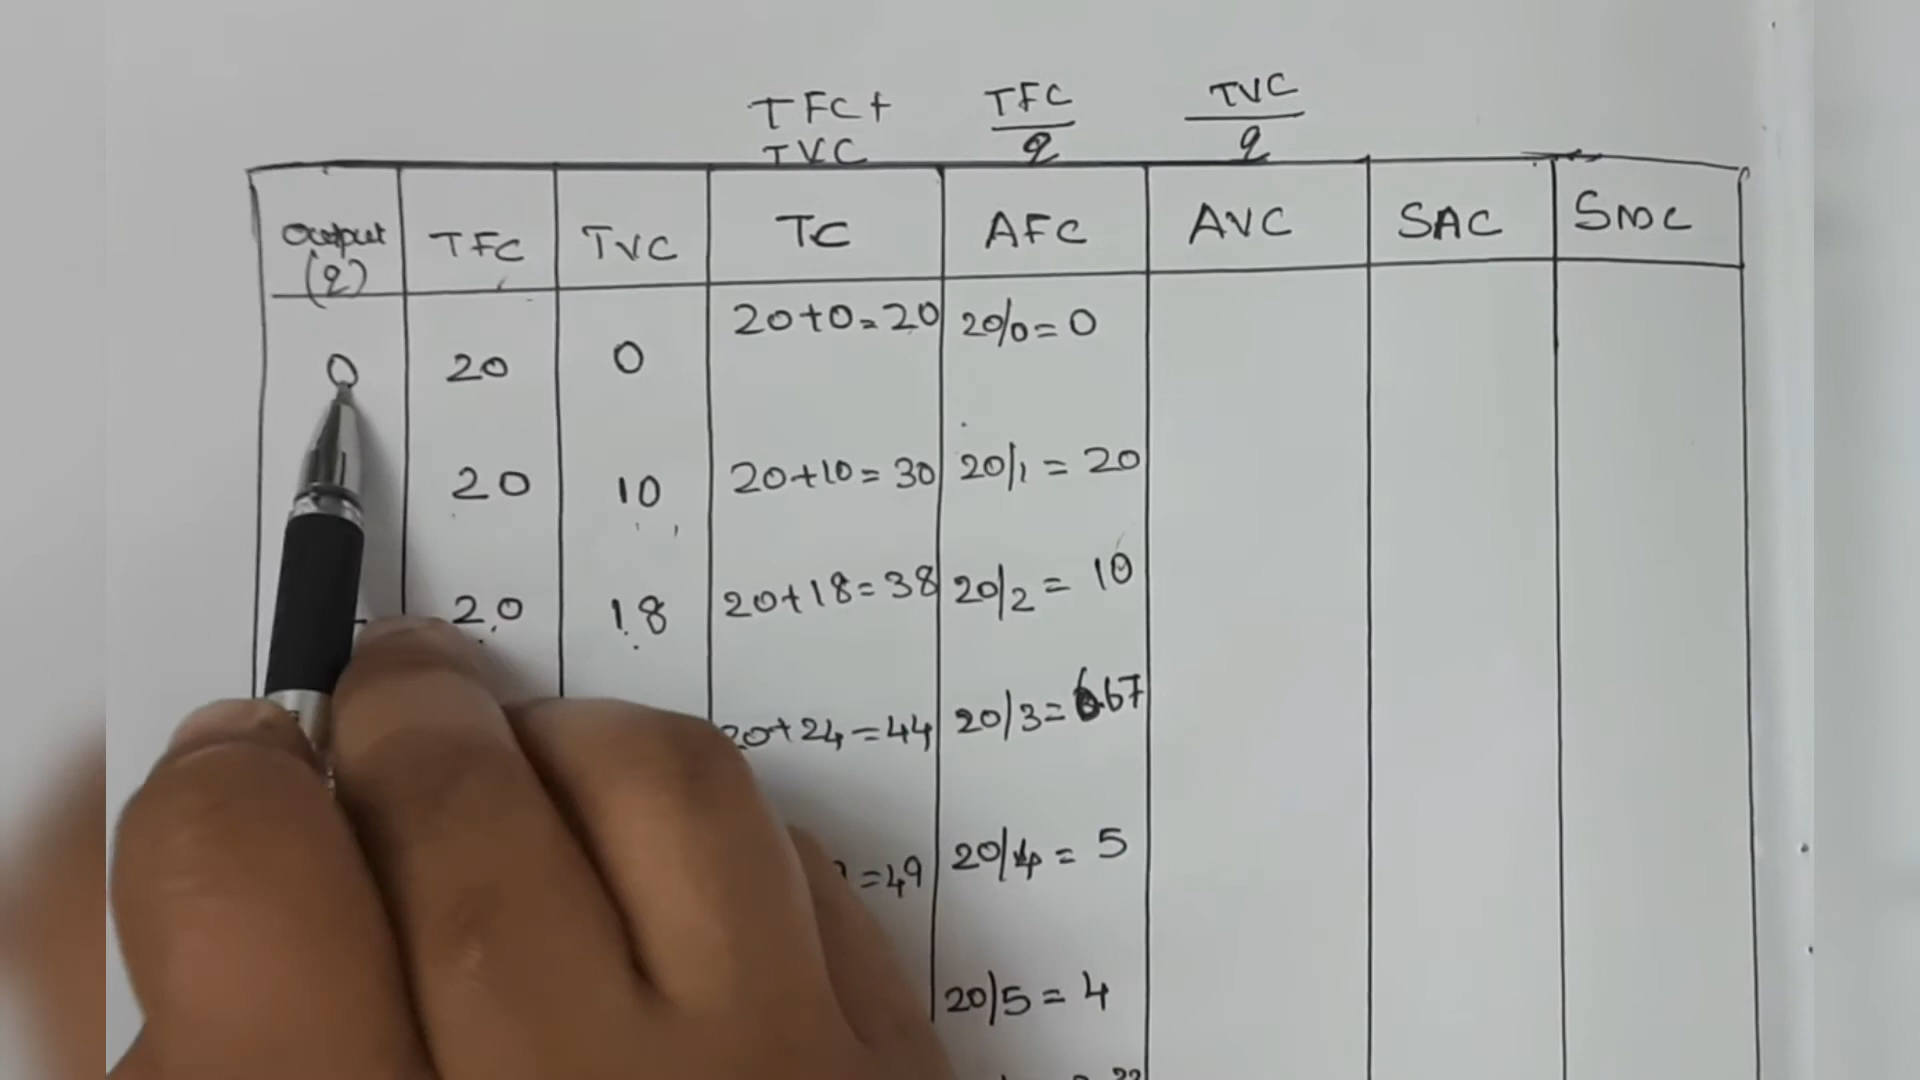 TFC+ TFC TVC
TVC q q
Output TFC TVC TC AFC AVC SAC SMC
(q)
0 20 0 20+0=20 20/0=0
20 10 20+10=30 20/1=20
20 18 20+18=38 20/2=10
20+24=44 20/3=6.67
=49 20/4=5
20/5=4